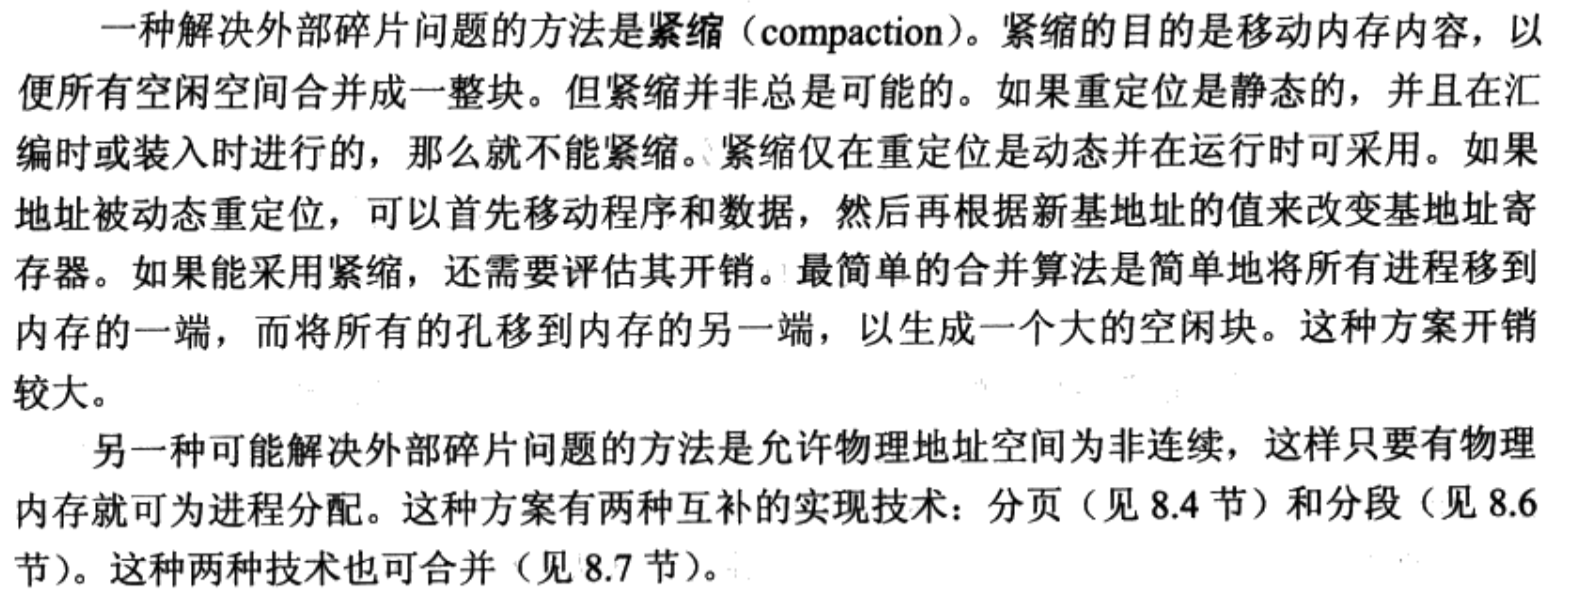 一种解决外部碎片问题的方法是紧缩（compaction）。紧缩的目的是移动内存内容，以
便所有空闲空间合并成一整块。但紧缩并非总是可能的。如果重定位是静态的，并且在汇
编时或装入时进行的，那么就不能紧缩。紧缩仅在重定位是动态并在运行时可采用。如果
地址被动态重定位，可以首先移动程序和数据，然后再根据新基地址的值来改变基地址寄
存器。如果能采用紧缩，还需要评估其开销。最简单的合并算法是简单地将所有进程移到
内存的一端，而将所有的孔移到内存的另一端，以生成一个大的空闲块。这种方案开销
较大。
另一种可能解决外部碎片问题的方法是允许物理地址空间为非连续，这样只要有物理
内存就可为进程分配。这种方案有两种互补的实现技术：分页（见 8.4 节）和分段（见 8.6
节）。这种两种技术也可合并（见 8.7 节）。